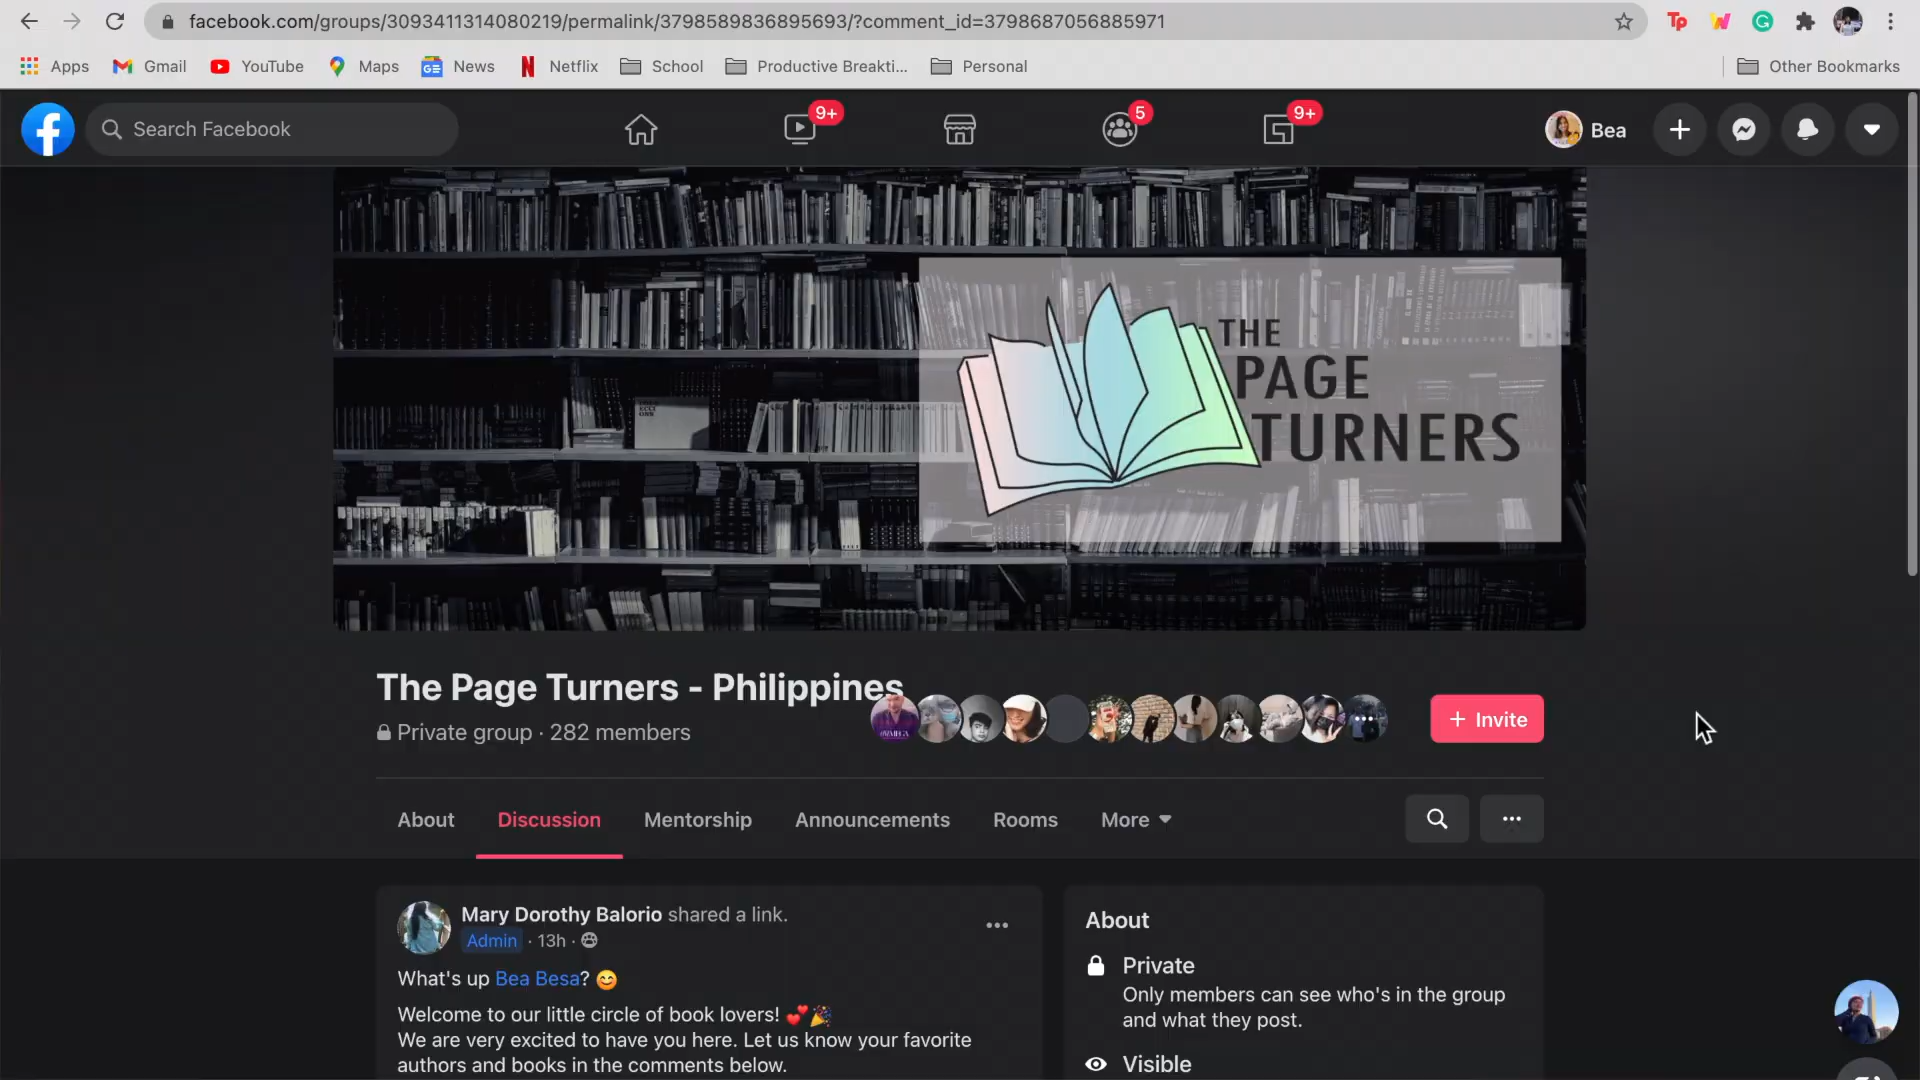 facebook.com/groups/3093411314080219/permalink/3798589836895693/?comment_id=3798687056885971
Apps
Gmail
YouTube
Maps
News
Netflix
School
Productive Breakti...
Personal
Other Bookmarks
Search Facebook
9+
5
9+
Bea
THE
PAGE
TURNERS
The Page Turners - Philippines
Private group · 282 members
+ Invite
About
Discussion
Mentorship
Announcements
Rooms
More
Mary Dorothy Balorio shared a link.
Admin · 13h ·
What's up Bea Besa? 😊
Welcome to our little circle of book lovers! 💕🎉
We are very excited to have you here. Let us know your favorite
authors and books in the comments below.
About
Private
Only members can see who's in the group
and what they post.
Visible